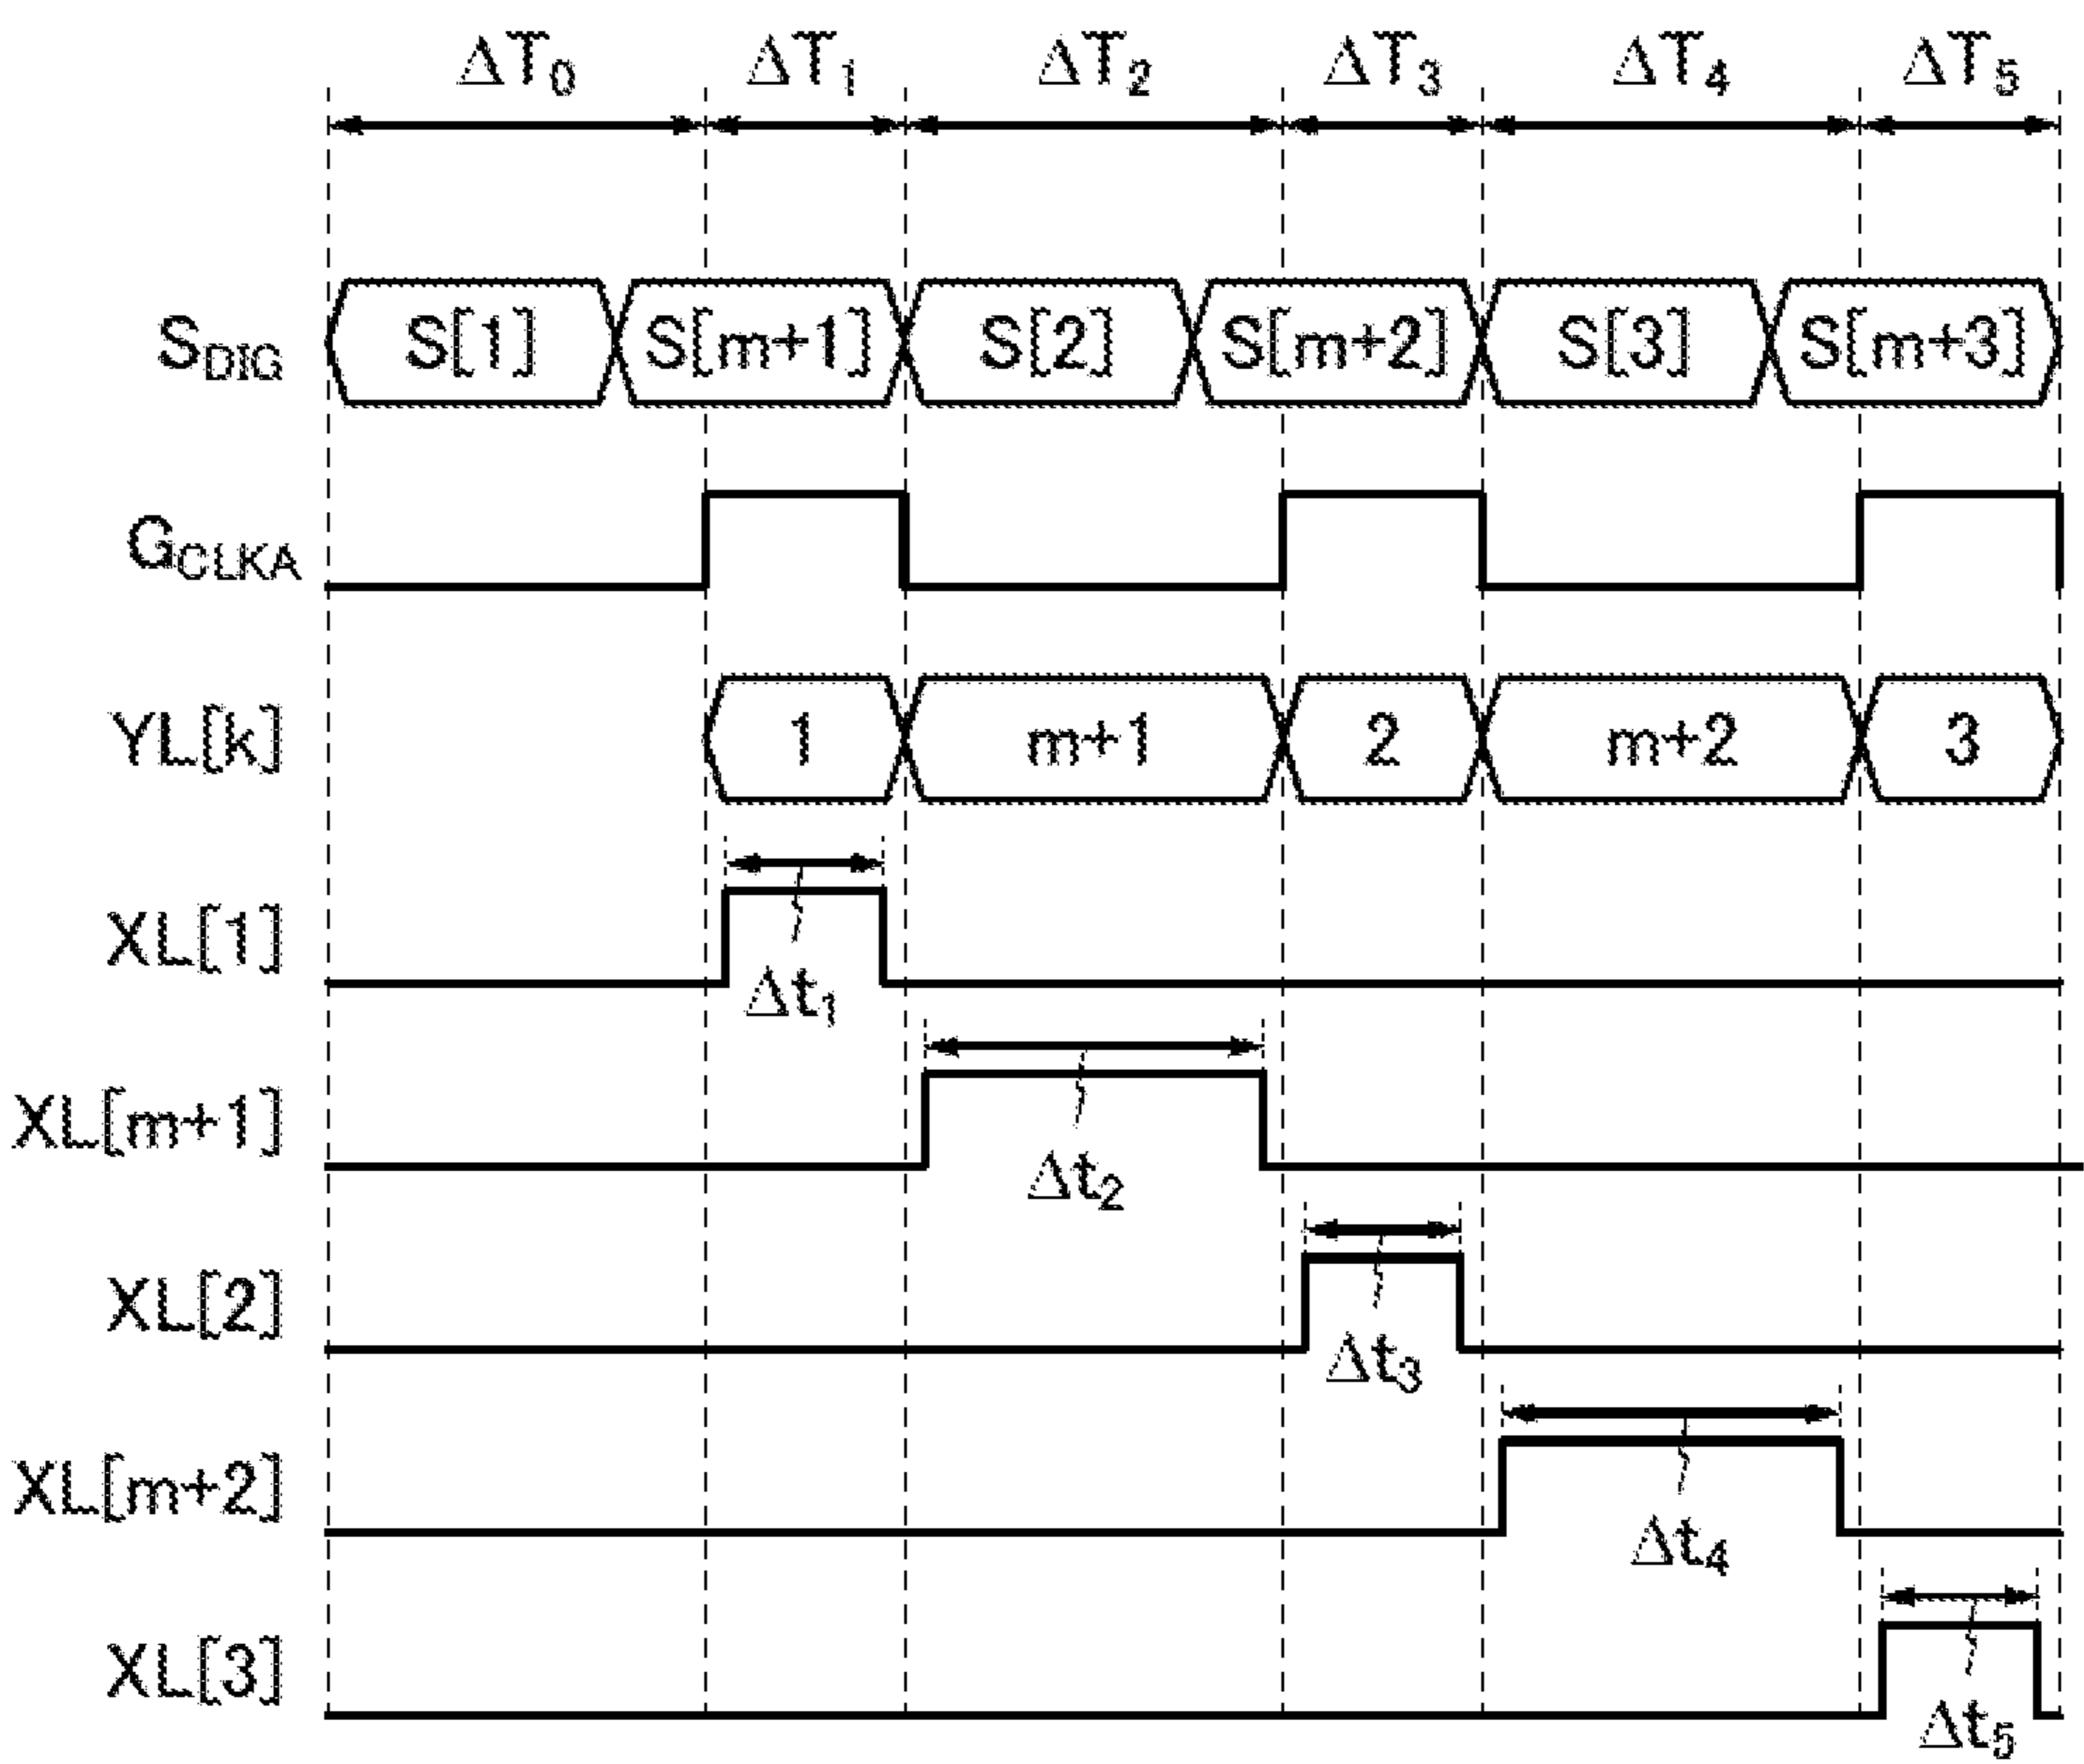 ΔT0 ΔT1 ΔT2 ΔT3 ΔT4 ΔT5
SDIG S[1] S[m+1] S[2] S[m+2] S[3] S[m+3]
GCLKA
YL[k] 1 m+1 2 m+2 3
XL[1]
Δt1
XL[m+1]
Δt2
XL[2]
Δt3
XL[m+2]
Δt4
XL[3]
Δt5